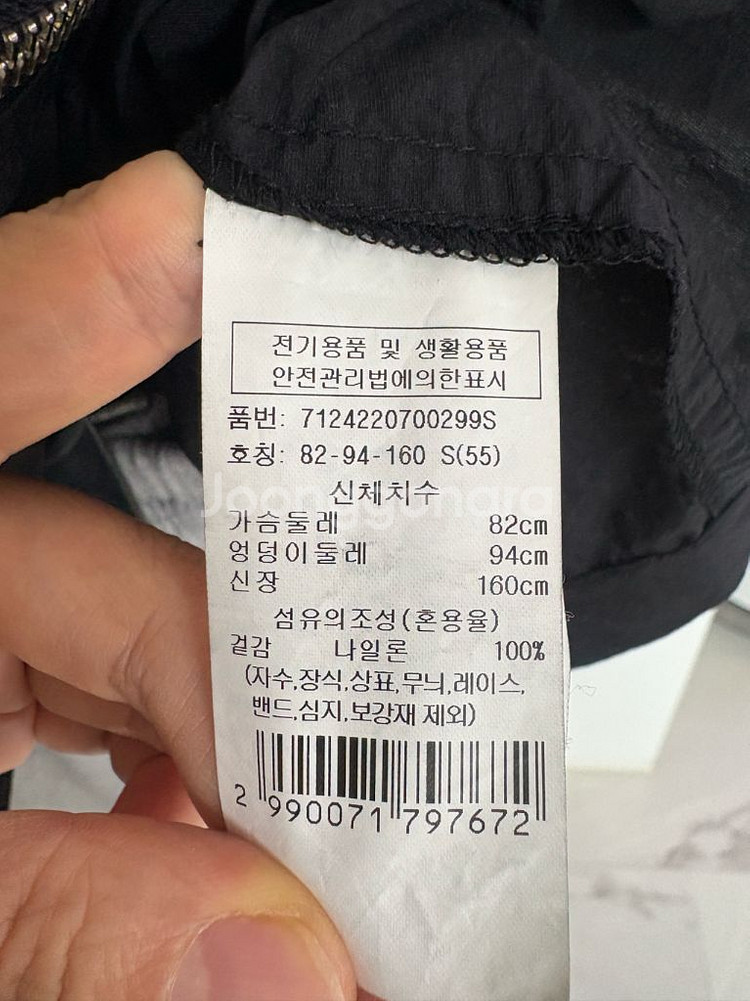 전기용품 및 생활용품
안전관리법에의한표시
품번: 7124220700299S
호칭: 82-94-160 S(55)
신체치수
Joonggonara
가슴둘레 82cm
엉덩이둘레 94cm
신장 160cm
섬유의조성(혼용율)
겉감 나일론 100%
(자수,장식,상표,무늬,레이스,
밴드,심지,보강재 제외)
2 990071 797672